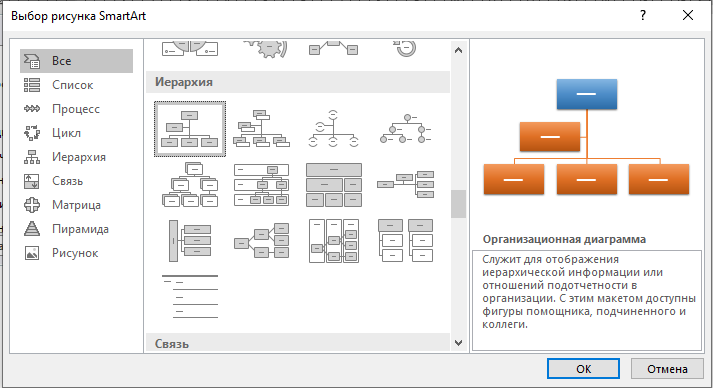 Выбор рисунка SmartArt
?
Все
Список
Процесс
Цикл
Иерархия
Связь
Матрица
Пирамида
Рисунок
Иерархия
Связь
Организационная диаграмма
Служит для отображения
иерархической информации или
отношений подотчетности в
организации. С этим макетом доступны
фигуры помощника, подчиненного и
коллеги.
ОК
Отмена